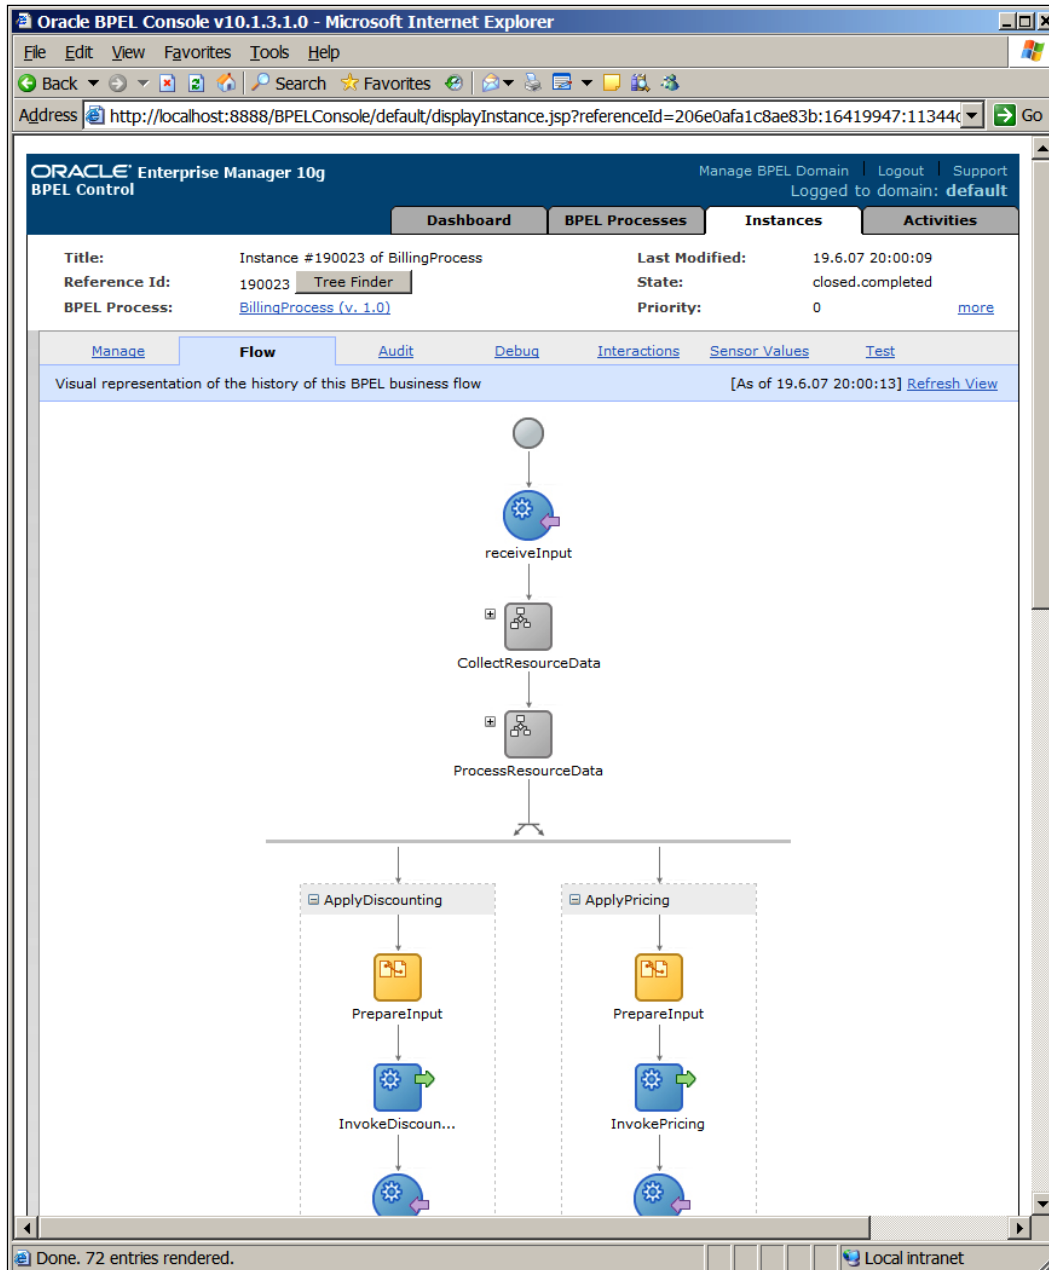 Oracle BPEL Console v10.1.3.1.0 - Microsoft Internet Explorer
File Edit View Favorites Tools Help
Back Search Favorites
Address http://localhost:8888/BPELConsole/default/displayInstance.jsp?referenceId=206e0afa1c8ae83b:16419947:11344c Go
ORACLE Enterprise Manager 10g
BPEL Control
Manage BPEL Domain Logout Support
Logged to domain: default
Dashboard BPEL Processes Instances Activities
Title: Instance #190023 of BillingProcess Last Modified: 19.6.07 20:00:09
Reference Id: 190023 Tree Finder State: closed.completed
BPEL Process: BillingProcess (v. 1.0) Priority: 0 more
Manage Flow Audit Debug Interactions Sensor Values Test
Visual representation of the history of this BPEL business flow [As of 19.6.07 20:00:13] Refresh View
receiveInput
CollectResourceData
ProcessResourceData
ApplyDiscounting ApplyPricing
PrepareInput PrepareInput
InvokeDiscoun... InvokePricing
Done. 72 entries rendered. Local intranet